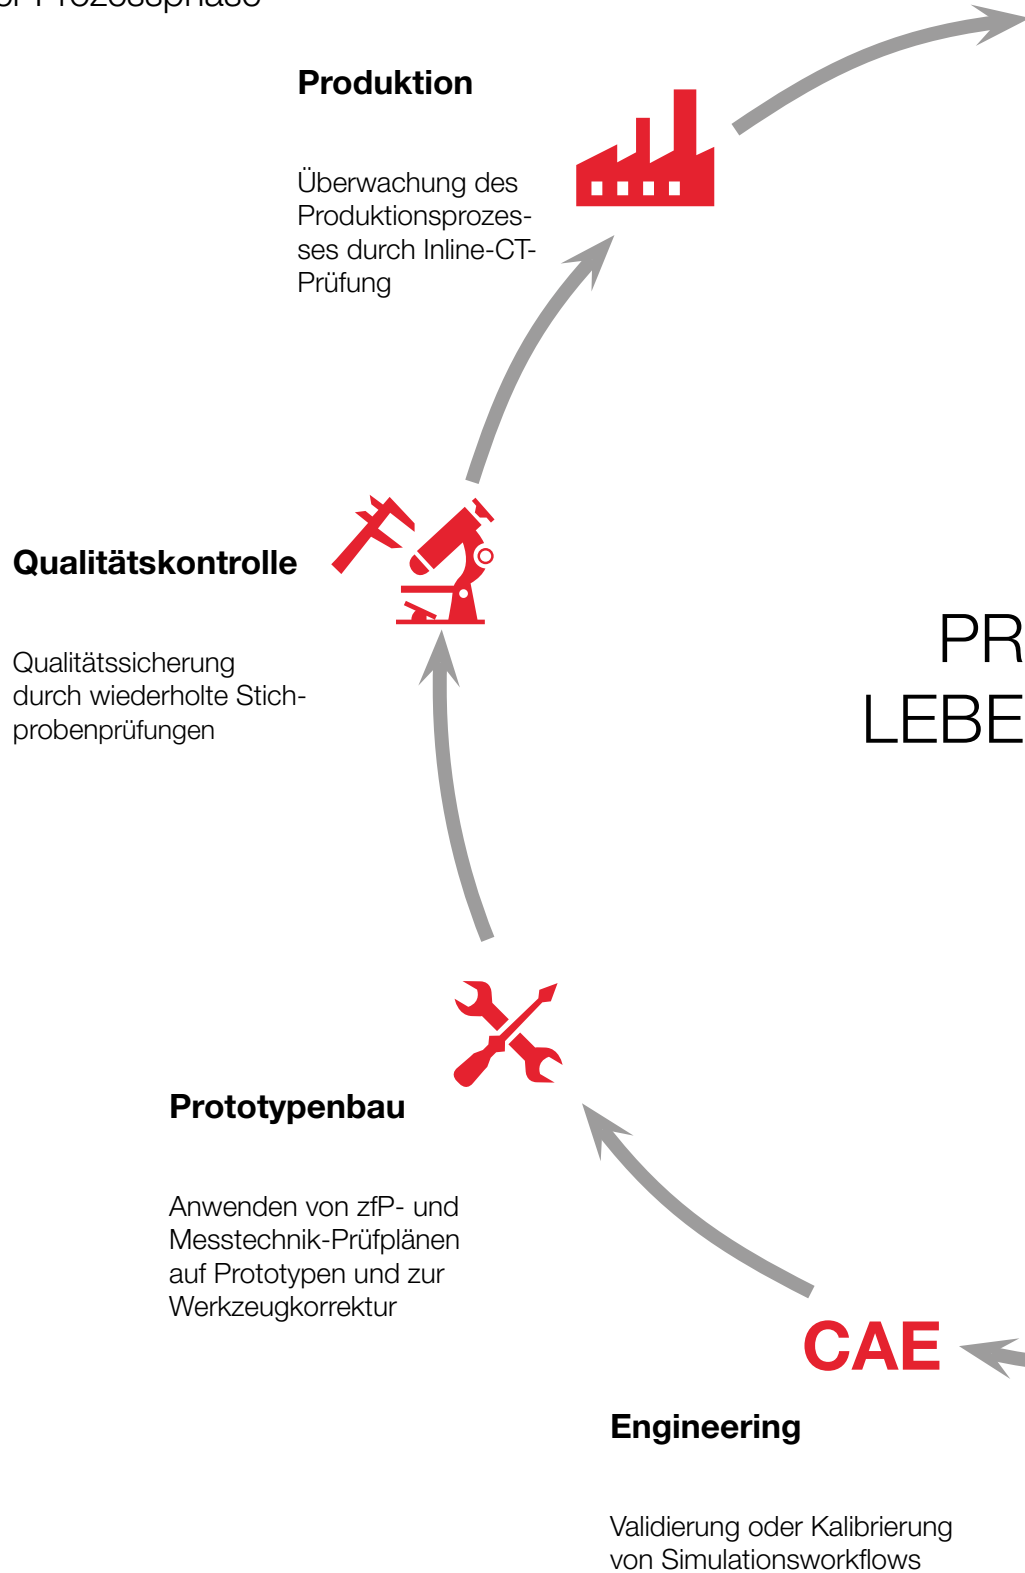 Prozessphase
Produktion
Überwachung des
Produktionsprozes-
ses durch Inline-CT-
Prüfung
Qualitätskontrolle
Qualitätssicherung
durch wiederholte Stich-
probenprüfungen
PR
LEBE
Prototypenbau
Anwenden von zfP- und
Messtechnik-Prüfplänen
auf Prototypen und zur
Werkzeugkorrektur
CAE
Engineering
Validierung oder Kalibrierung
von Simulationsworkflows